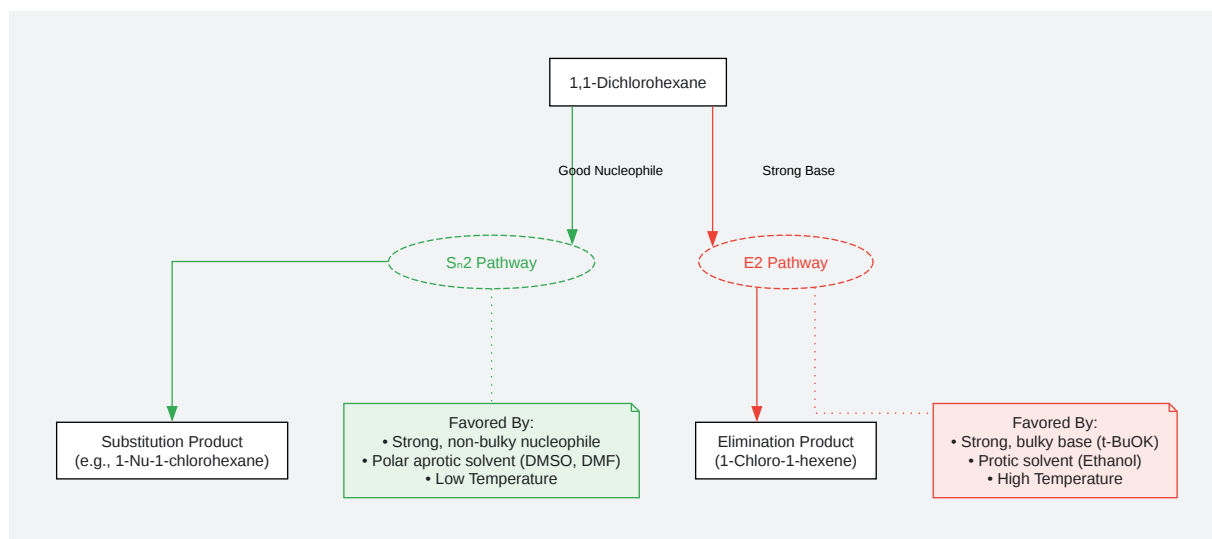 1,1-Dichlorohexane
Good Nucleophile
Strong Base
Sₙ2 Pathway
E2 Pathway
Substitution Product
(e.g., 1-Nu-1-chlorohexane)
Favored By:
• Strong, non-bulky nucleophile
• Polar aprotic solvent (DMSO, DMF)
• Low Temperature
Elimination Product
(1-Chloro-1-hexene)
Favored By:
• Strong, bulky base (t-BuOK)
• Protic solvent (Ethanol)
• High Temperature